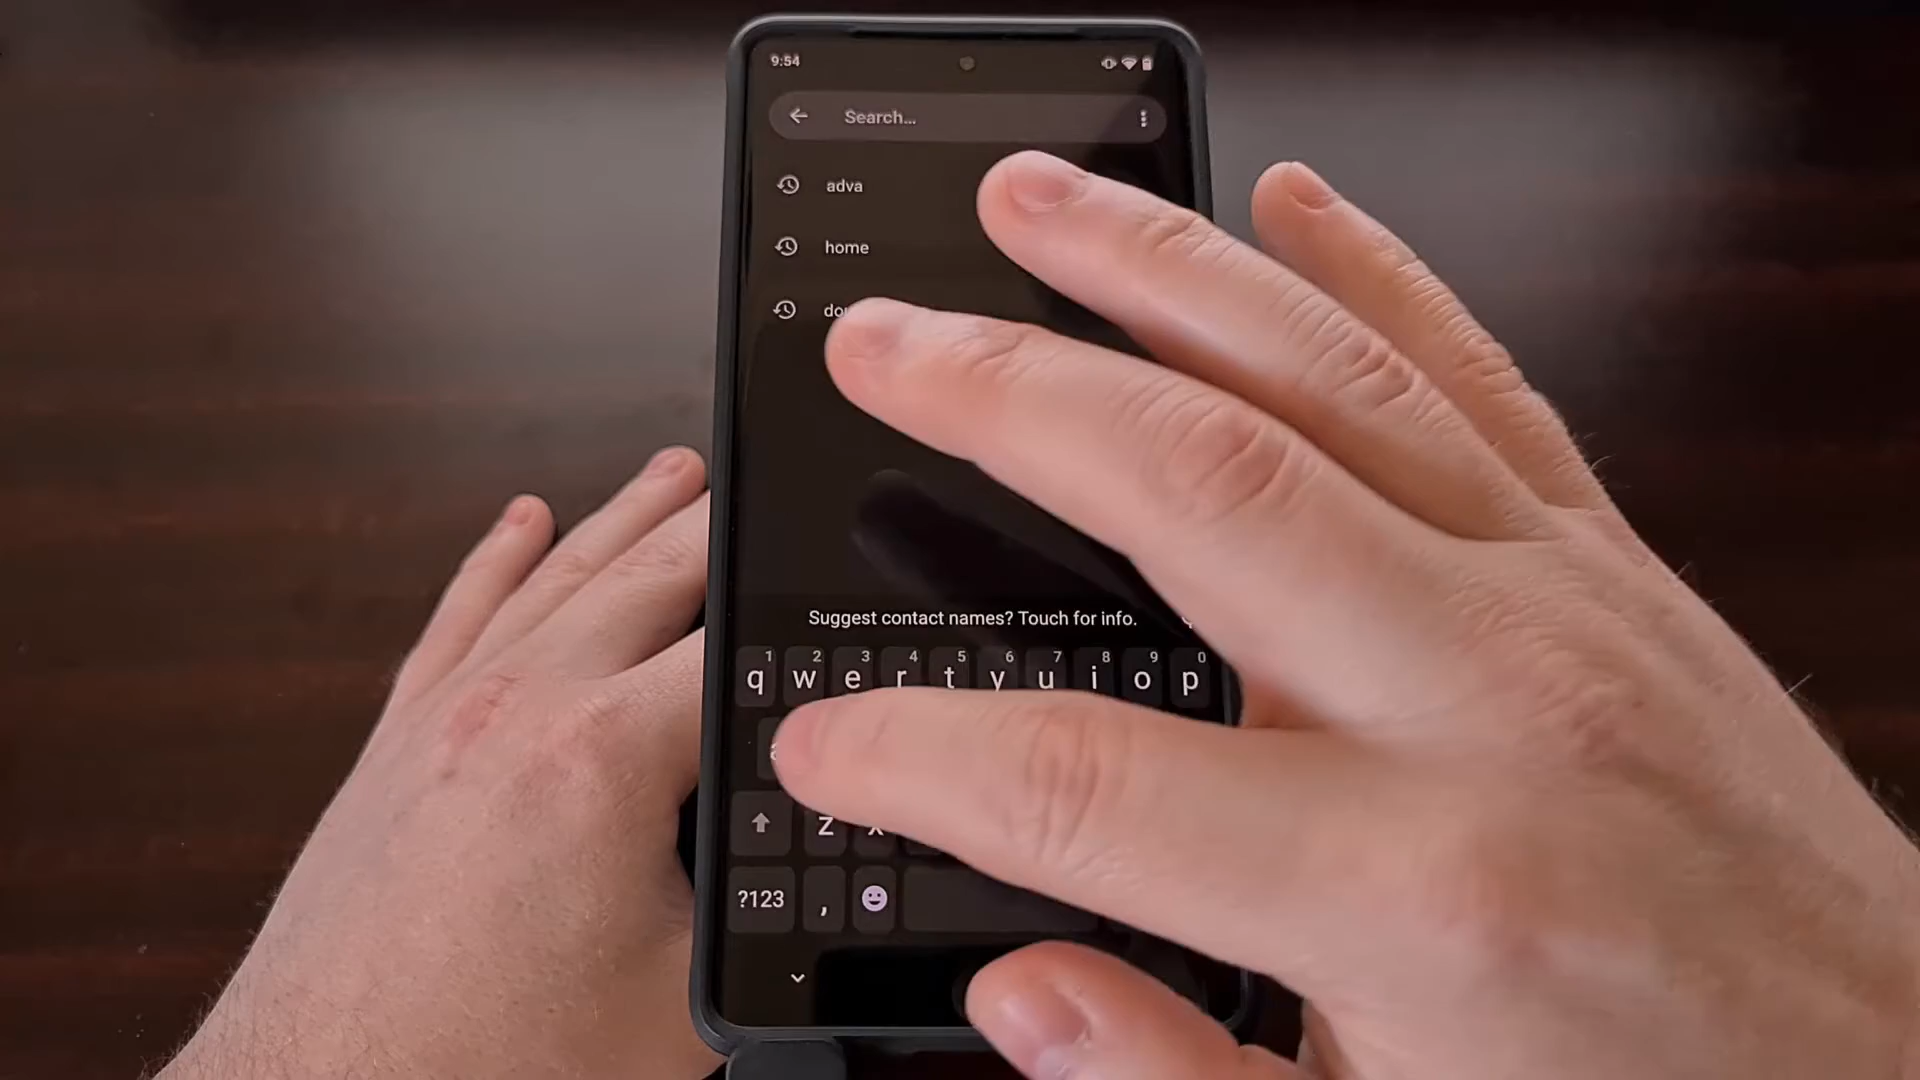 9:54
Search...
adva
home
Suggest contact names? Touch for info.
1 2 3 4 5 6 7 8 9 0
q w e r t y u i o p
z x
?123 ,